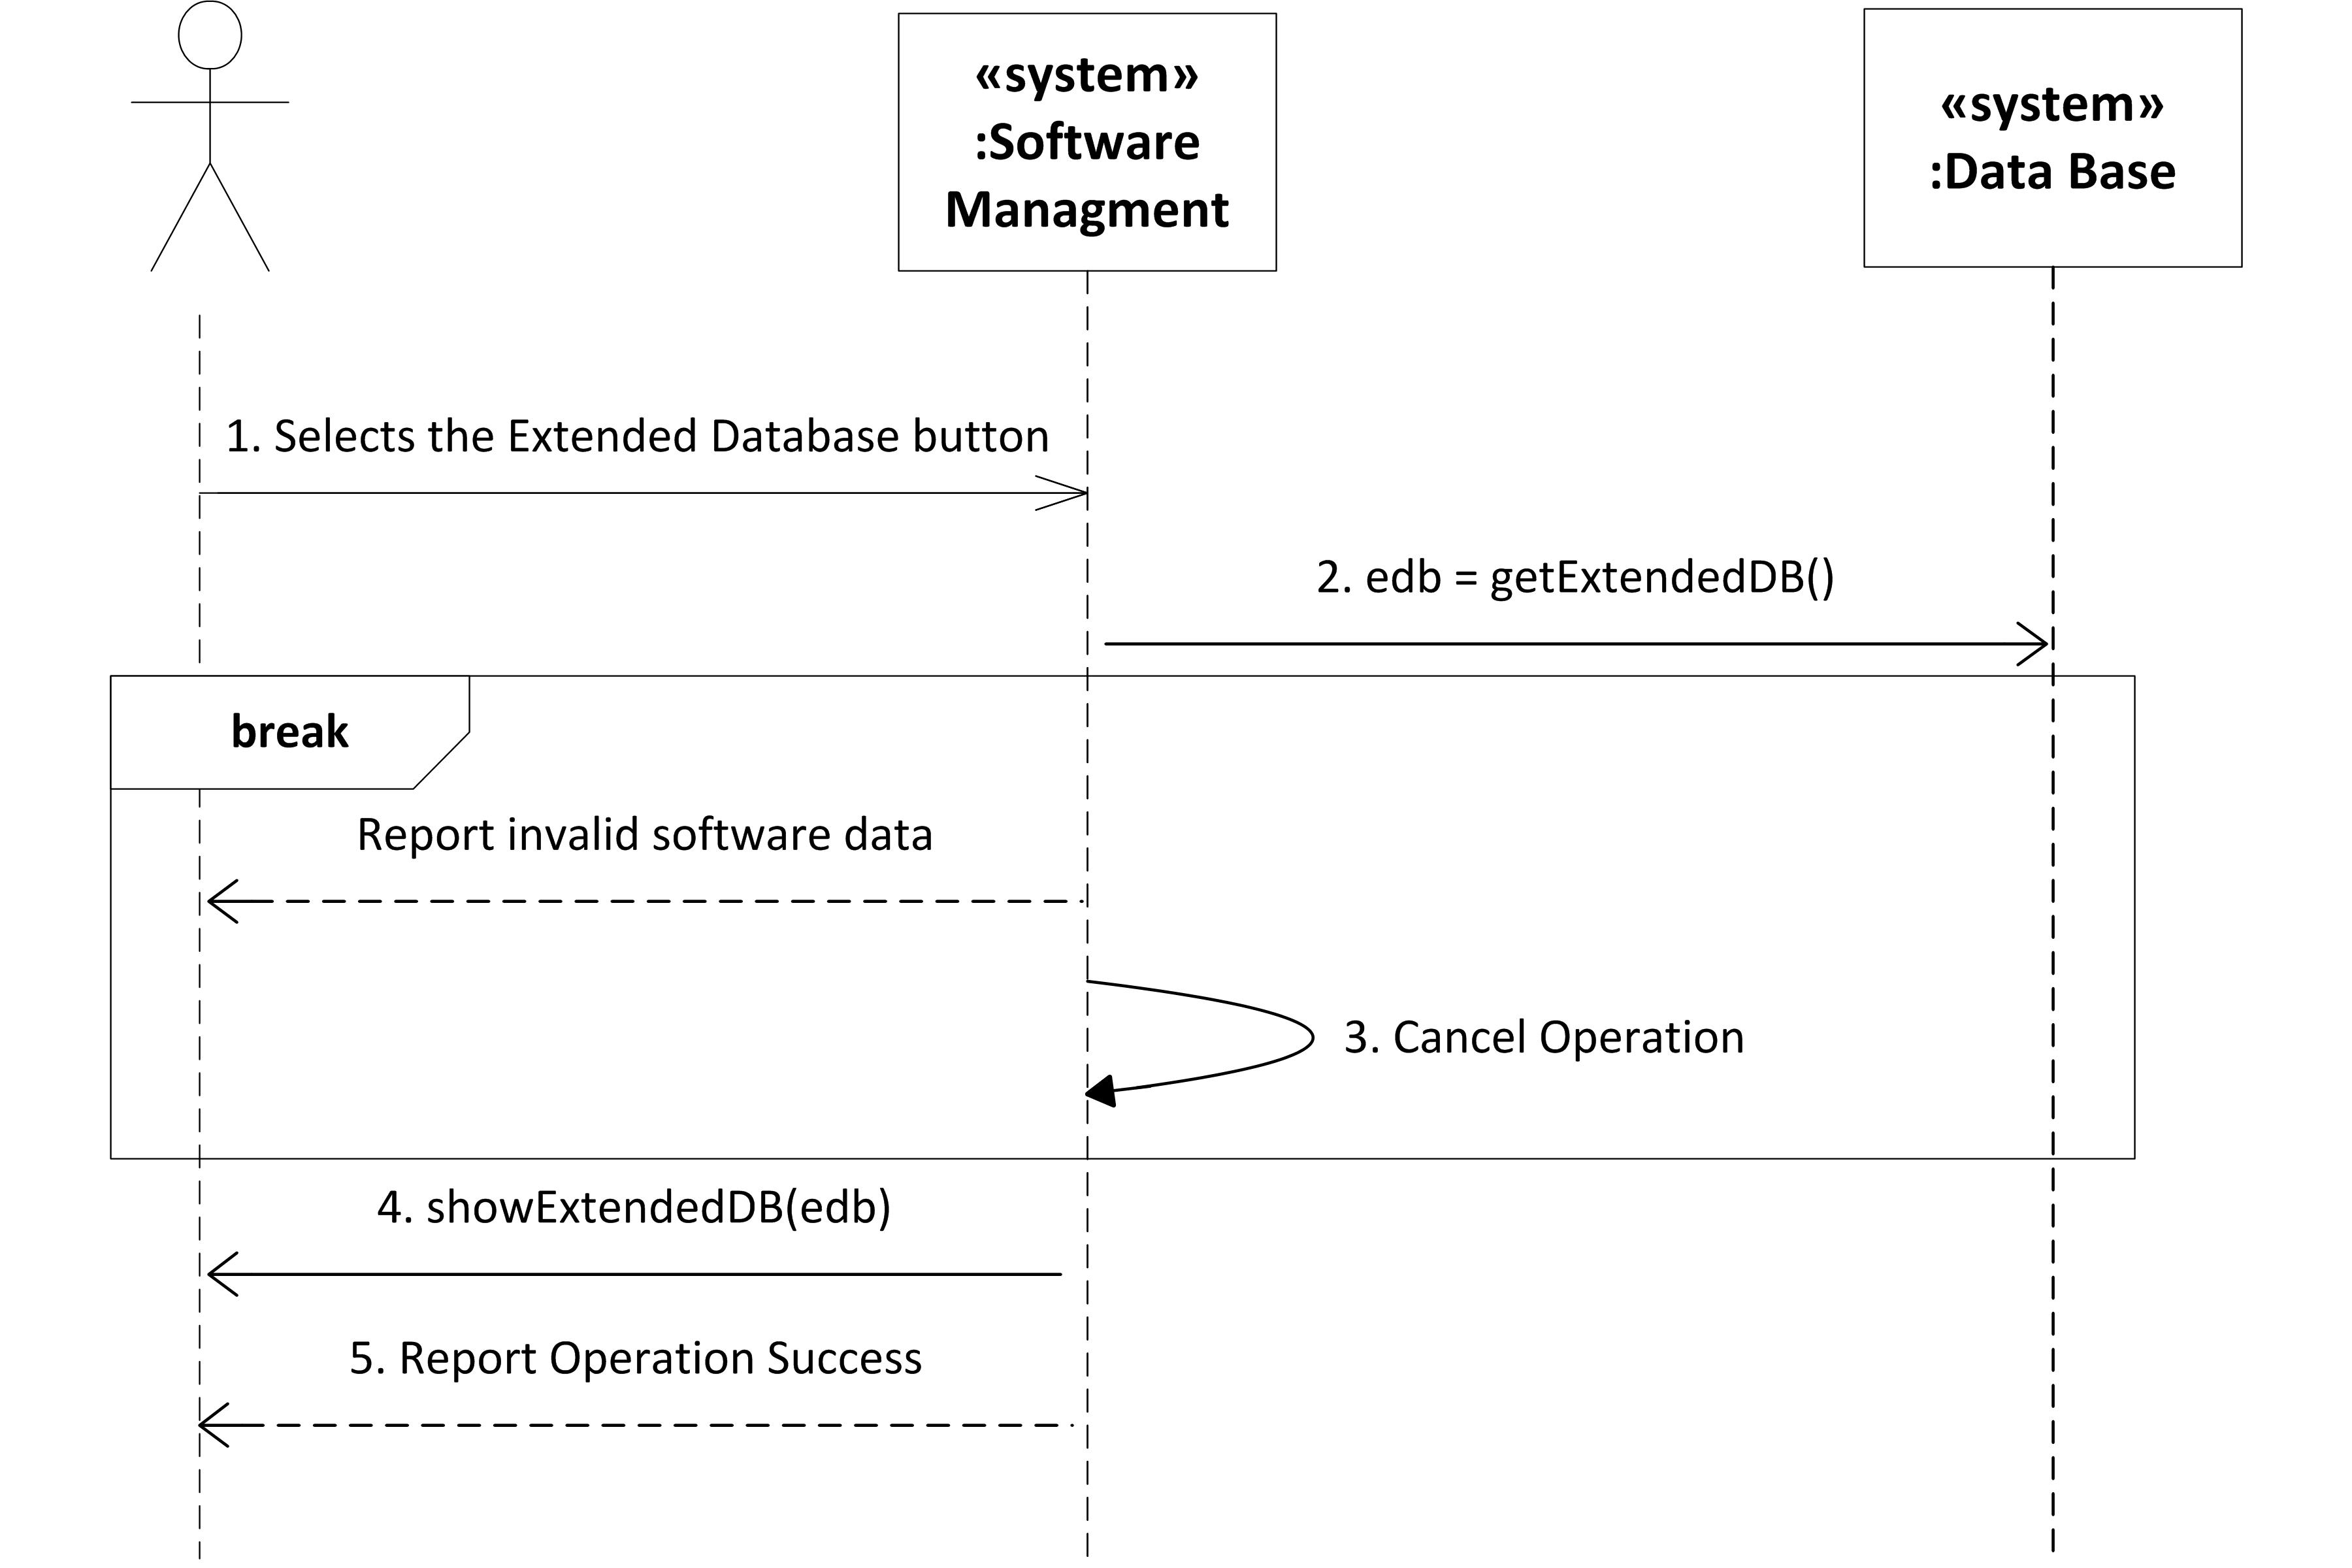 «system»
:Software
Managment
«system»
:Data Base
1. Selects the Extended Database button
2. edb = getExtendedDB()
break
Report invalid software data
3. Cancel Operation
4. showExtendedDB(edb)
5. Report Operation Success